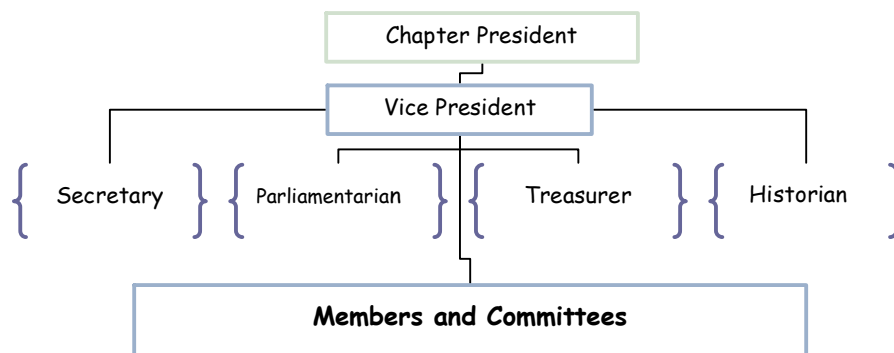 Chapter President
Vice President
Secretary
Parliamentarian
Treasurer
Historian
Members and Committees